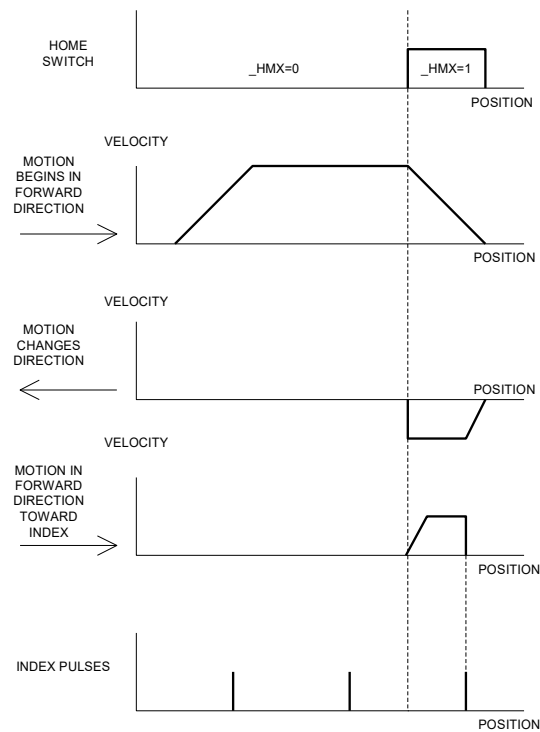 HOME
SWITCH
_HMX=0
_HMX=1
POSITION
VELOCITY
MOTION
BEGINS IN
FORWARD
DIRECTION
POSITION
VELOCITY
MOTION
CHANGES
DIRECTION
POSITION
VELOCITY
MOTION IN
FORWARD
DIRECTION
TOWARD
INDEX
POSITION
INDEX PULSES
POSITION